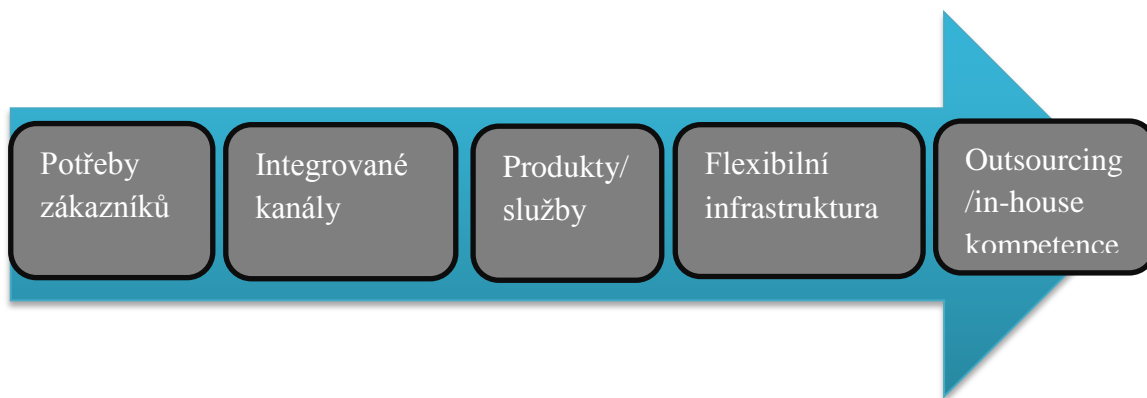 Potřeby
zákazníků
Integrované
kanály
Produkty/
služby
Flexibilní
infrastruktura
Outsourcing
/in-house
kompetence